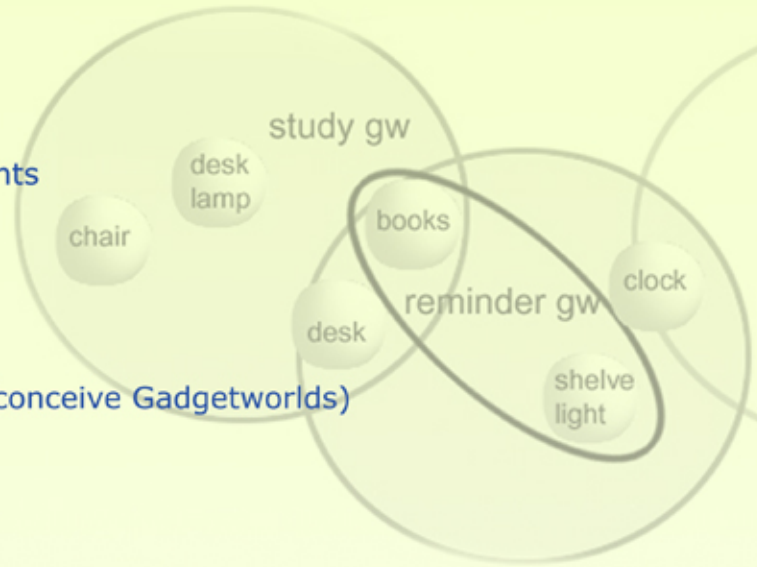 study gw
desk
lamp
nts
books
chair
clock
reminder gw
desk
shelve
light
conceive Gadgetworlds)